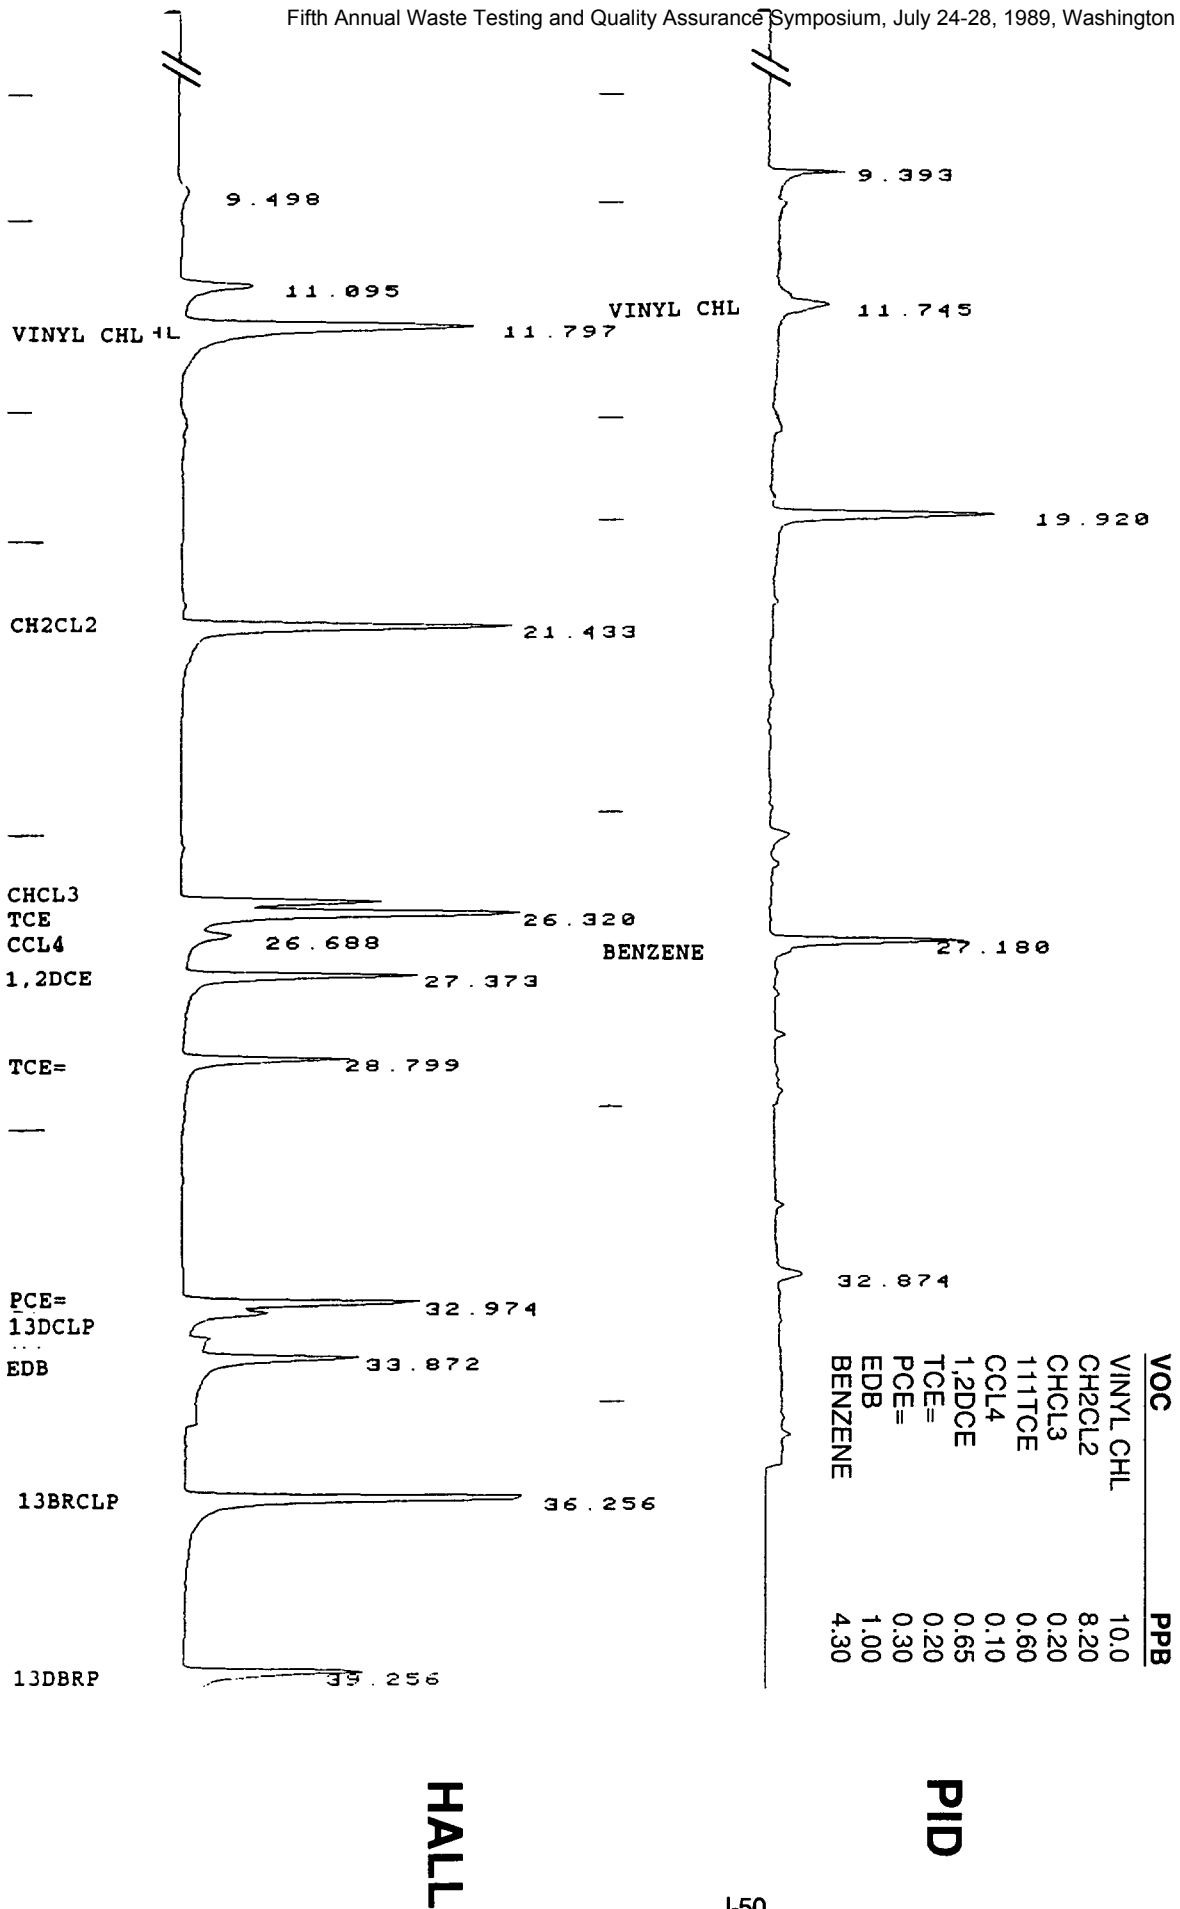 Fifth Annual Waste Testing and Quality Assurance Symposium, July 24-28, 1989, Washington
9.498
11.095
VINYL CHL HL 11.797
CH2CL2 21.433
CHCL3
TCE 26.320
CCL4 26.688
1,2DCE 27.373
TCE= 28.799
PCE= 32.974
13DCLP
EDB 33.872
13BRCLP 36.256
13DBRP 39.256
HALL
9.393
VINYL CHL 11.745
19.920
BENZENE 27.180
32.874
PID
VOC PPB
VINYL CHL 10.0
CH2CL2 8.20
CHCL3 0.20
111TCE 0.60
CCL4 0.10
1,2DCE 0.65
TCE= 0.20
PCE= 0.30
EDB 1.00
BENZENE 4.30
I-50